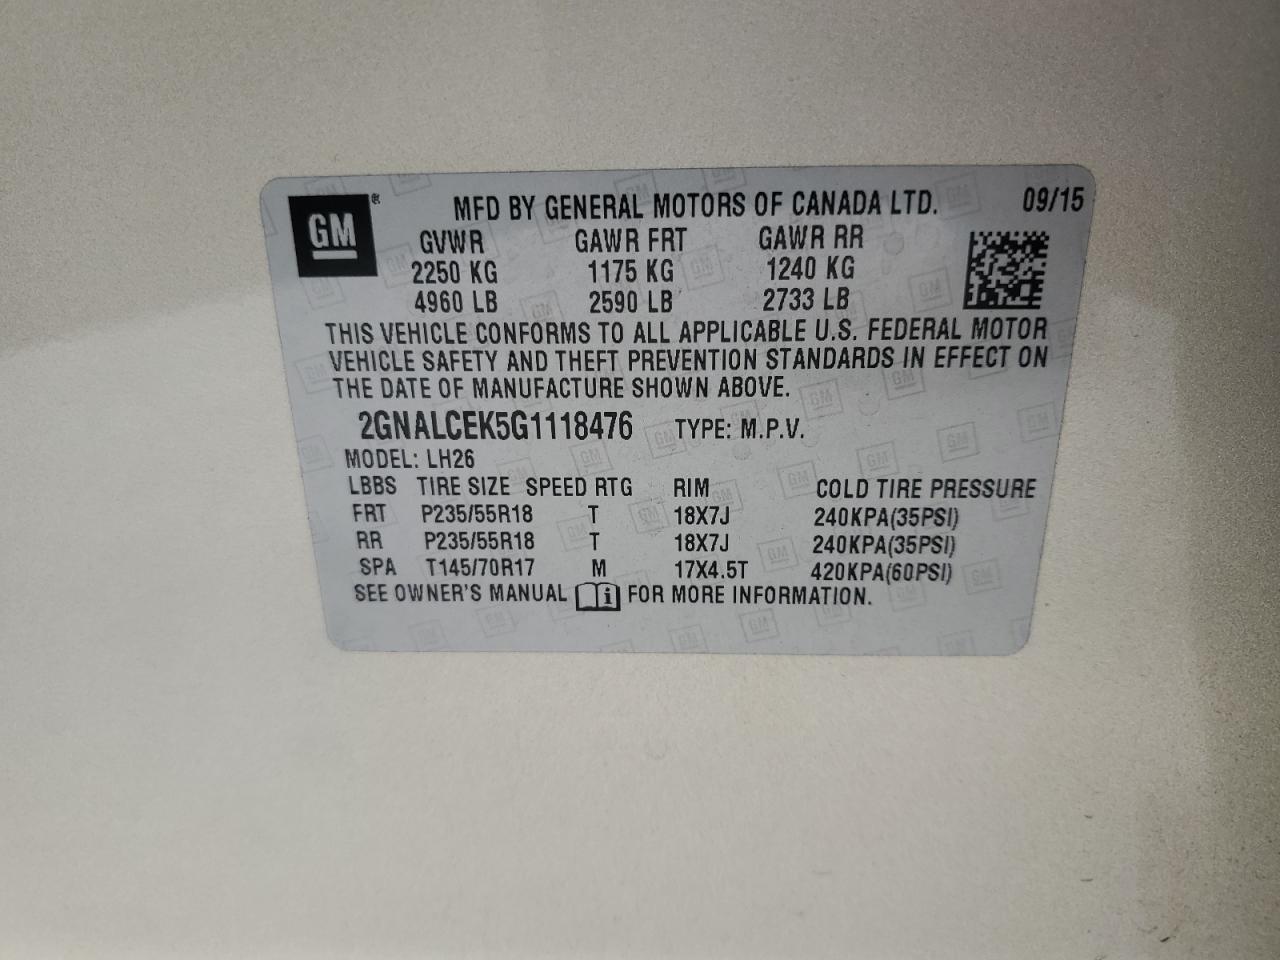 GM ® MFD BY GENERAL MOTORS OF CANADA LTD. 09/15
GVWR GAWR FRT GAWR RR
2250 KG 1175 KG 1240 KG
4960 LB 2590 LB 2733 LB
THIS VEHICLE CONFORMS TO ALL APPLICABLE U.S. FEDERAL MOTOR
VEHICLE SAFETY AND THEFT PREVENTION STANDARDS IN EFFECT ON
THE DATE OF MANUFACTURE SHOWN ABOVE.
2GNALCEK5G1118476 TYPE: M.P.V.
MODEL: LH26
LBBS TIRE SIZE SPEED RTG RIM COLD TIRE PRESSURE
FRT P235/55R18 T 18X7J 240KPA(35PSI)
RR P235/55R18 T 18X7J 240KPA(35PSI)
SPA T145/70R17 M 17X4.5T 420KPA(60PSI)
SEE OWNER'S MANUAL i FOR MORE INFORMATION.